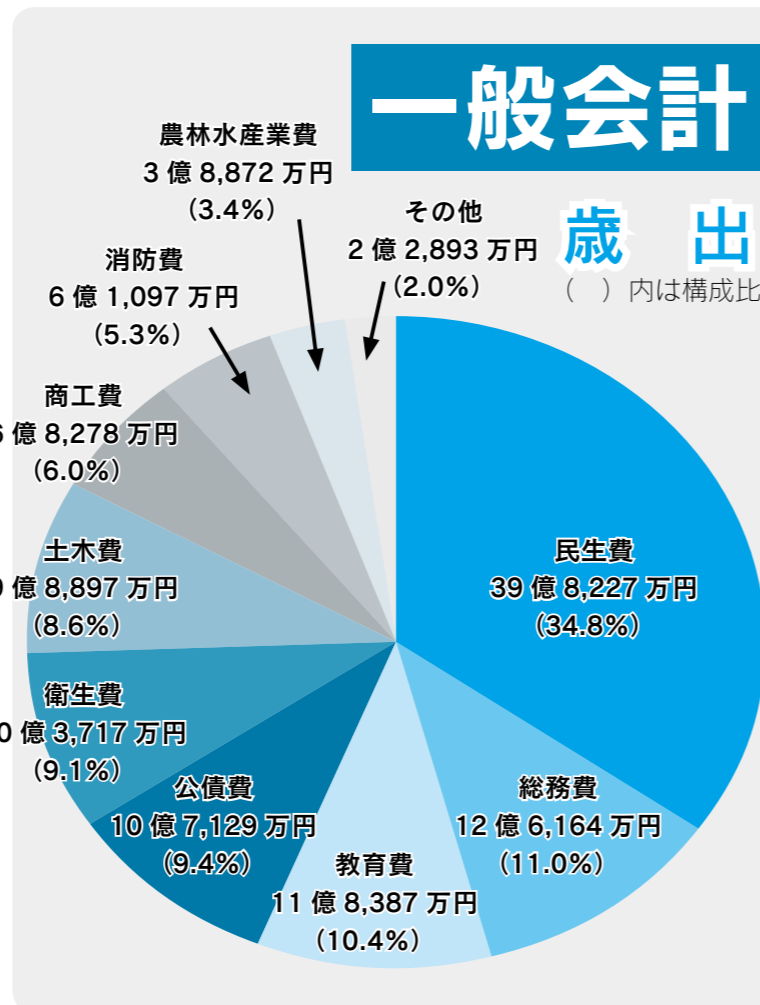 一般会計
歳 出
( )内は構成比
農林水産業費
3 億 8,872 万円
(3.4%)
その他
2 億 2,893 万円
(2.0%)
消防費
6 億 1,097 万円
(5.3%)
商工費
億 8,278 万円
(6.0%)
土木費
億 8,897 万円
(8.6%)
衛生費
0 億 3,717 万円
(9.1%)
公債費
10 億 7,129 万円
(9.4%)
教育費
11 億 8,387 万円
(10.4%)
総務費
12 億 6,164 万円
(11.0%)
民生費
39 億 8,227 万円
(34.8%)